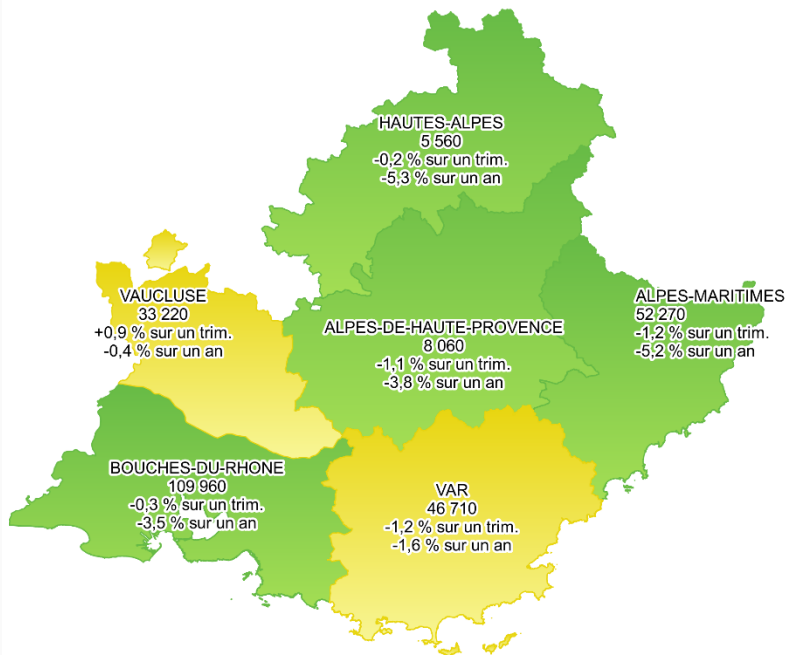 HAUTES-ALPES
5 560
-0,2 % sur un trim.
-5,3 % sur un an
VAUCLUSE
33 220
+0,9 % sur un trim.
-0,4 % sur un an
ALPES-DE-HAUTE-PROVENCE
8 060
-1,1 % sur un trim.
-3,8 % sur un an
ALPES-MARITIMES
52 270
-1,2 % sur un trim.
-5,2 % sur un an
BOUCHES-DU-RHONE
109 960
-0,3 % sur un trim.
-3,5 % sur un an
VAR
46 710
-1,2 % sur un trim.
-1,6 % sur un an